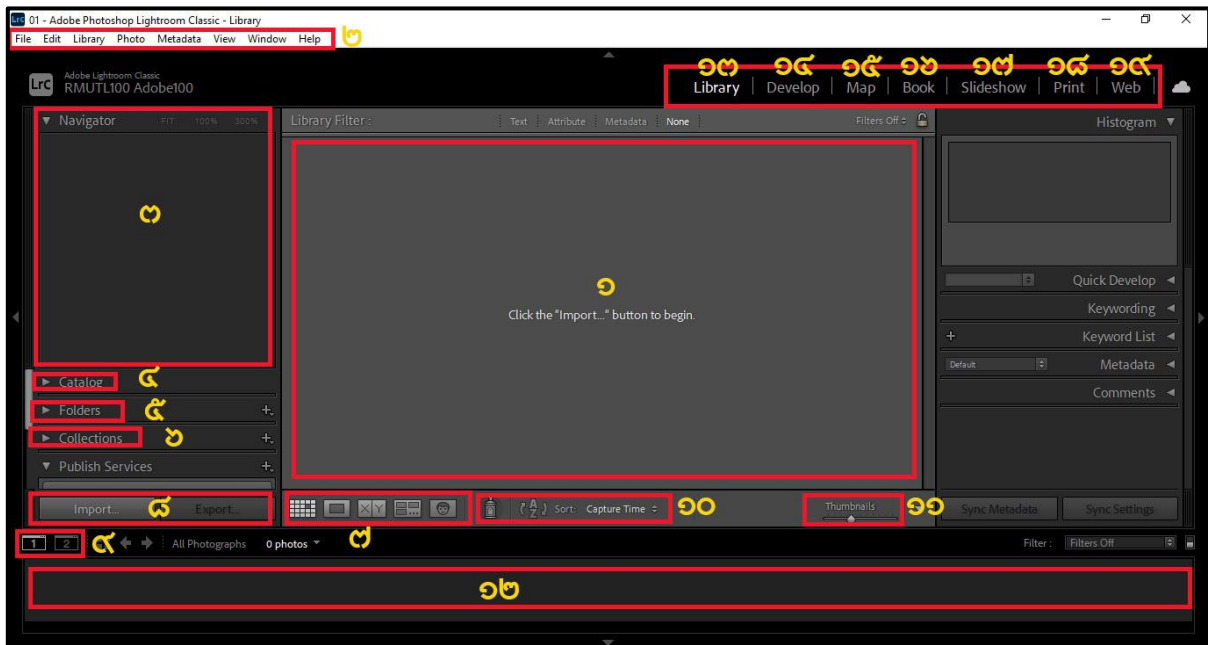 Lrc 01 - Adobe Photoshop Lightroom Classic - Library
File Edit Library Photo Metadata View Window Help ๒
๑๓ ๑๔ ๑๕ ๑๖ ๑๗ ๑๘ ๑๙
LrC Adobe Lightroom Classic
RMUTL100 Adobe100
Library | Develop | Map | Book | Slideshow | Print | Web |
Navigator FIT 100% 300%
Library Filter : Text Attribute Metadata None Filters Off
Histogram
๓
๑
Click the "Import..." button to begin.
Quick Develop
Keywording
+ Keyword List
Default Metadata
Comments
Catalog ๔
Folders ๕ +
Collections ๖ +
Publish Services +
Import... ๘ Export...
XY A Z Sort: Capture Time ๑๐ Thumbnails ๑๑
Sync Metadata Sync Settings
1 2 ๙ All Photographs 0 photos ๗ Filter : Filters Off
๑๒